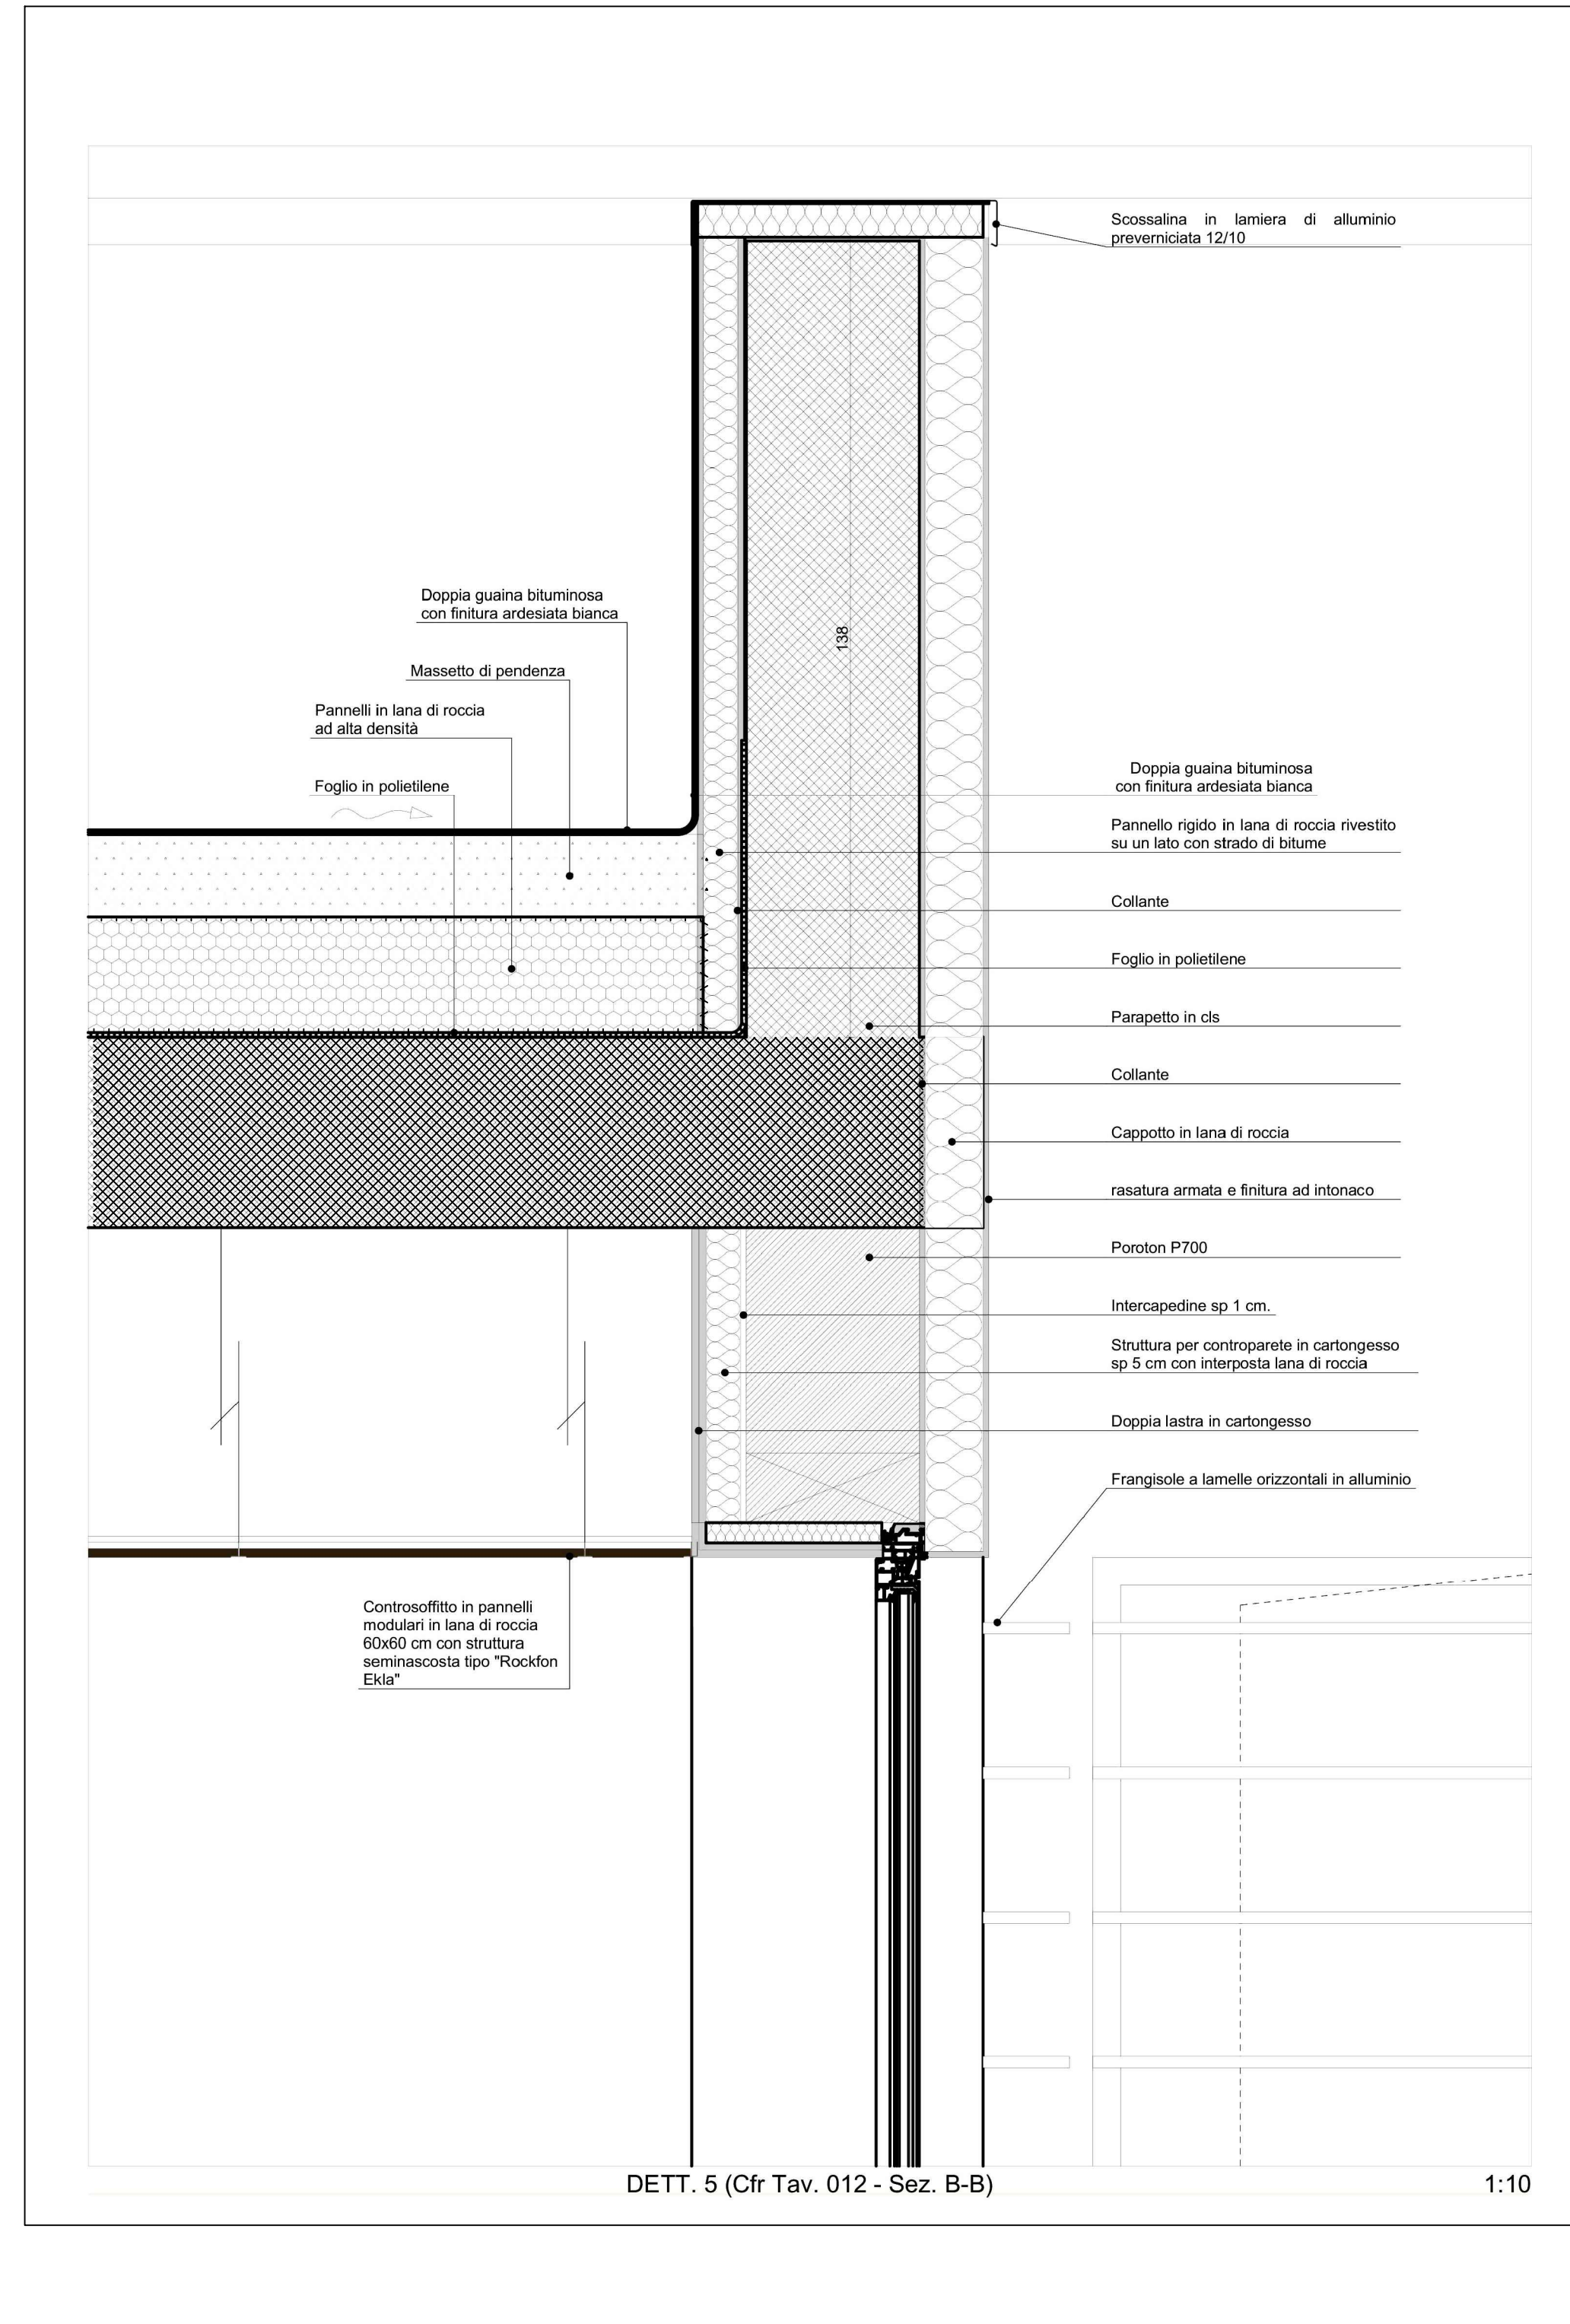 Scossalina in lamiera di alluminio
preverniciata 12/10
Doppia guaina bituminosa
con finitura ardesiata bianca
138
Massetto di pendenza
Pannelli in lana di roccia
ad alta densità
Foglio in polietilene
Doppia guaina bituminosa
con finitura ardesiata bianca
Pannello rigido in lana di roccia rivestito
su un lato con strado di bitume
Collante
Foglio in polietilene
Parapetto in cls
Collante
Cappotto in lana di roccia
rasatura armata e finitura ad intonaco
Poroton P700
Intercapedine sp 1 cm.
Struttura per controparete in cartongesso
sp 5 cm con interposta lana di roccia
Doppia lastra in cartongesso
Frangisole a lamelle orizzontali in alluminio
Controsoffitto in pannelli
modulari in lana di roccia
60x60 cm con struttura
seminascosta tipo "Rockfon
Ekla"
DETT. 5 (Cfr Tav. 012 - Sez. B-B)
1:10